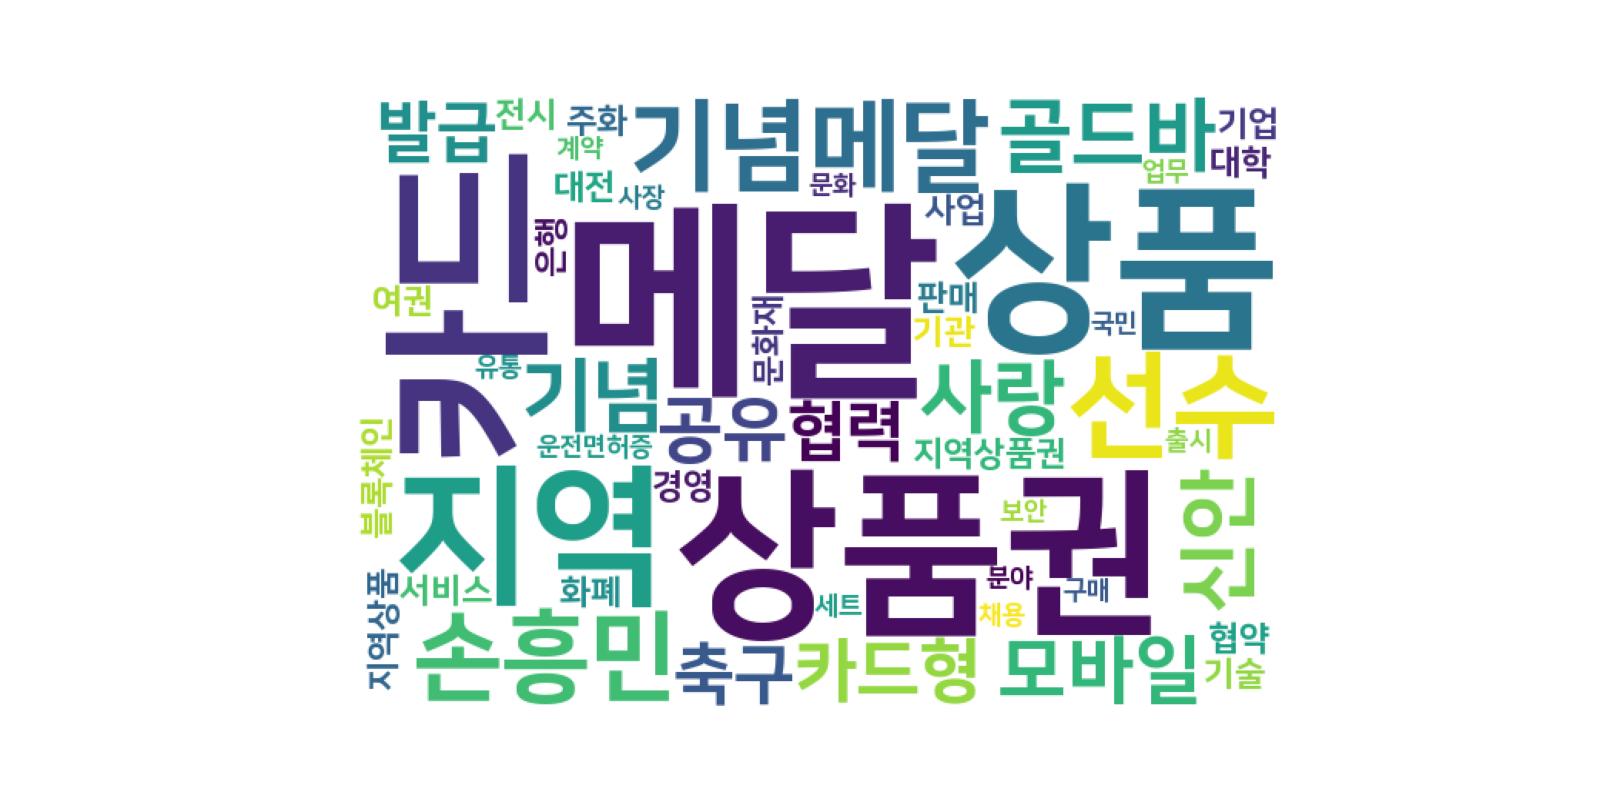 발급
전시
주화
계약
기념메달
골드바
기업
대학
업무
대전
사장
문화
사업
카드
은행
메달
상품
여권
판매
기관
국민
문화재
유통
기념
공유
협력
사랑
선수
운전면허증
지역상품권
출시
블록체인
지역
경영
상품권
보안
신안
서비스
화폐
세트
분야
구매
채용
지역상품
손흥민
축구
카드형
모바일
협약
기술